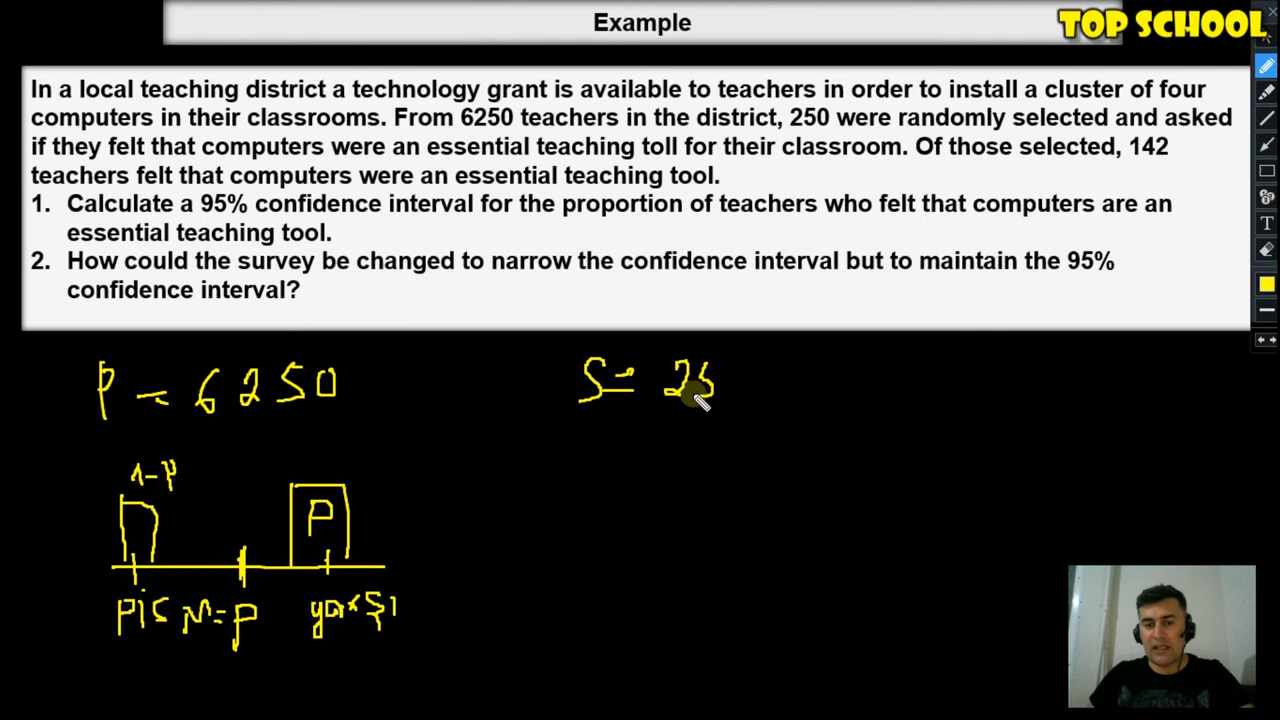 Example
TOP SCHOOL
In a local teaching district a technology grant is available to teachers in order to install a cluster of four
computers in their classrooms. From 6250 teachers in the district, 250 were randomly selected and asked
if they felt that computers were an essential teaching toll for their classroom. Of those selected, 142
teachers felt that computers were an essential teaching tool.
1. Calculate a 95% confidence interval for the proportion of teachers who felt that computers are an
essential teaching tool.
2. How could the survey be changed to narrow the confidence interval but to maintain the 95%
confidence interval?
P = 6250
S = 25
1-P
P
pis M=P yaxşı
T